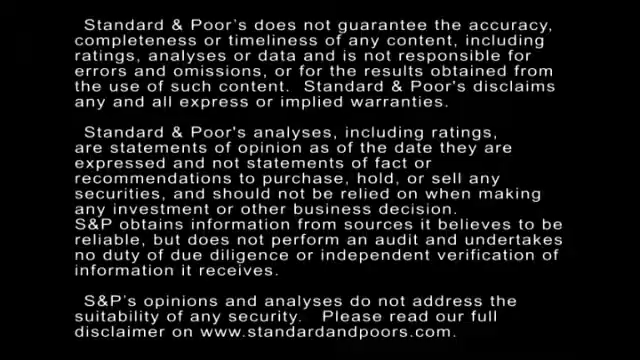 Standard & Poor's does not guarantee the accuracy,
completeness or timeliness of any content, including
ratings, analyses or data and is not responsible for
errors and omissions, or for the results obtained from
the use of such content.  Standard & Poor's disclaims
any and all express or implied warranties.
Standard & Poor's analyses, including ratings,
are statements of opinion as of the date they are
expressed and not statements of fact or
recommendations to purchase, hold, or sell any
securities, and should not be relied on when making
any investment or other business decision.
S&P obtains information from sources it believes to be
reliable, but does not perform an audit and undertakes
no duty of due diligence or independent verification of
information it receives.
S&P's opinions and analyses do not address the
suitability of any security.   Please read our full
disclaimer on www.standardandpoors.com.